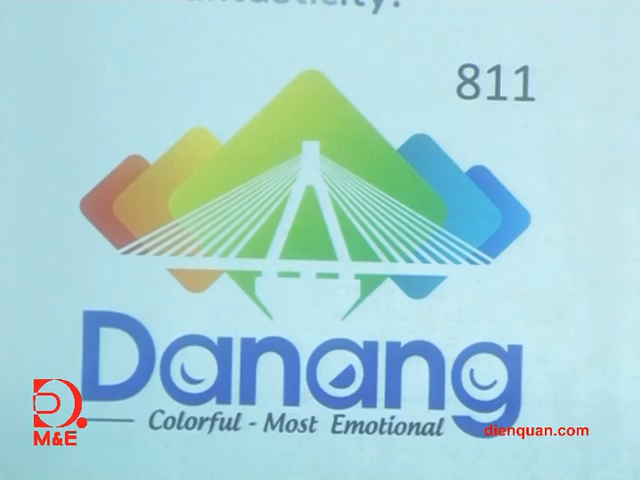 811
Danang
Colorful - Most Emotional
D.
M&E
dienquan.com